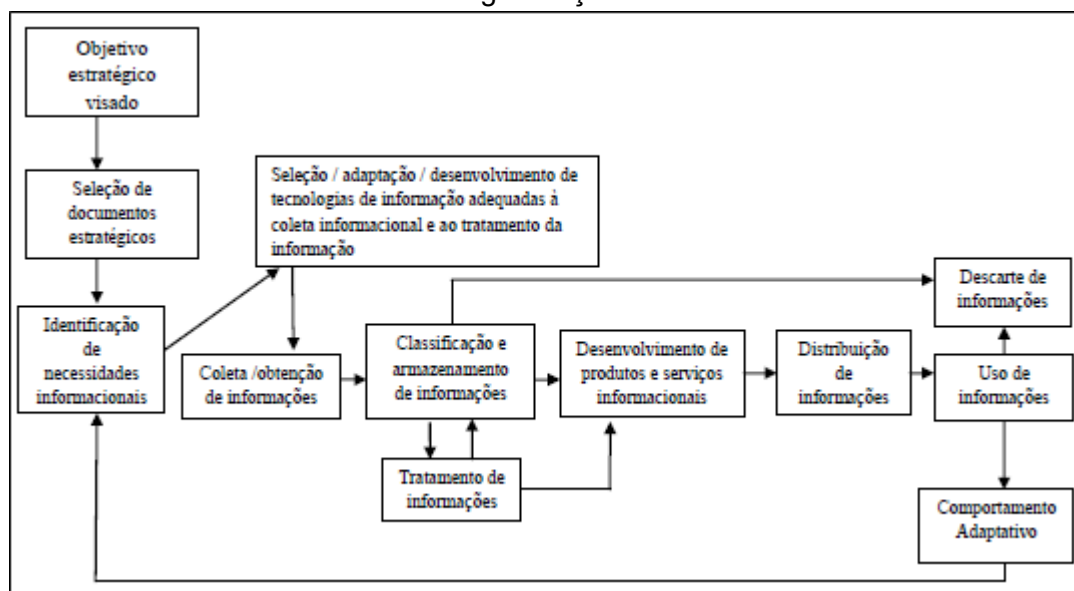 Objetivo
estratégico
visado
Seleção de
documentos
estratégicos
Seleção / adaptação / desenvolvimento de
tecnologias de informação adequadas à
coleta informacional e ao tratamento da
informação
Identificação
de
necessidades
informacionais
Coleta /obtenção
de informações
Classificação e
armazenamento
de informações
Tratamento de
informações
Desenvolvimento de
produtos e serviços
informacionais
Distribuição
de
informações
Descarte de
informações
Uso de
informações
Comportamento
Adaptativo